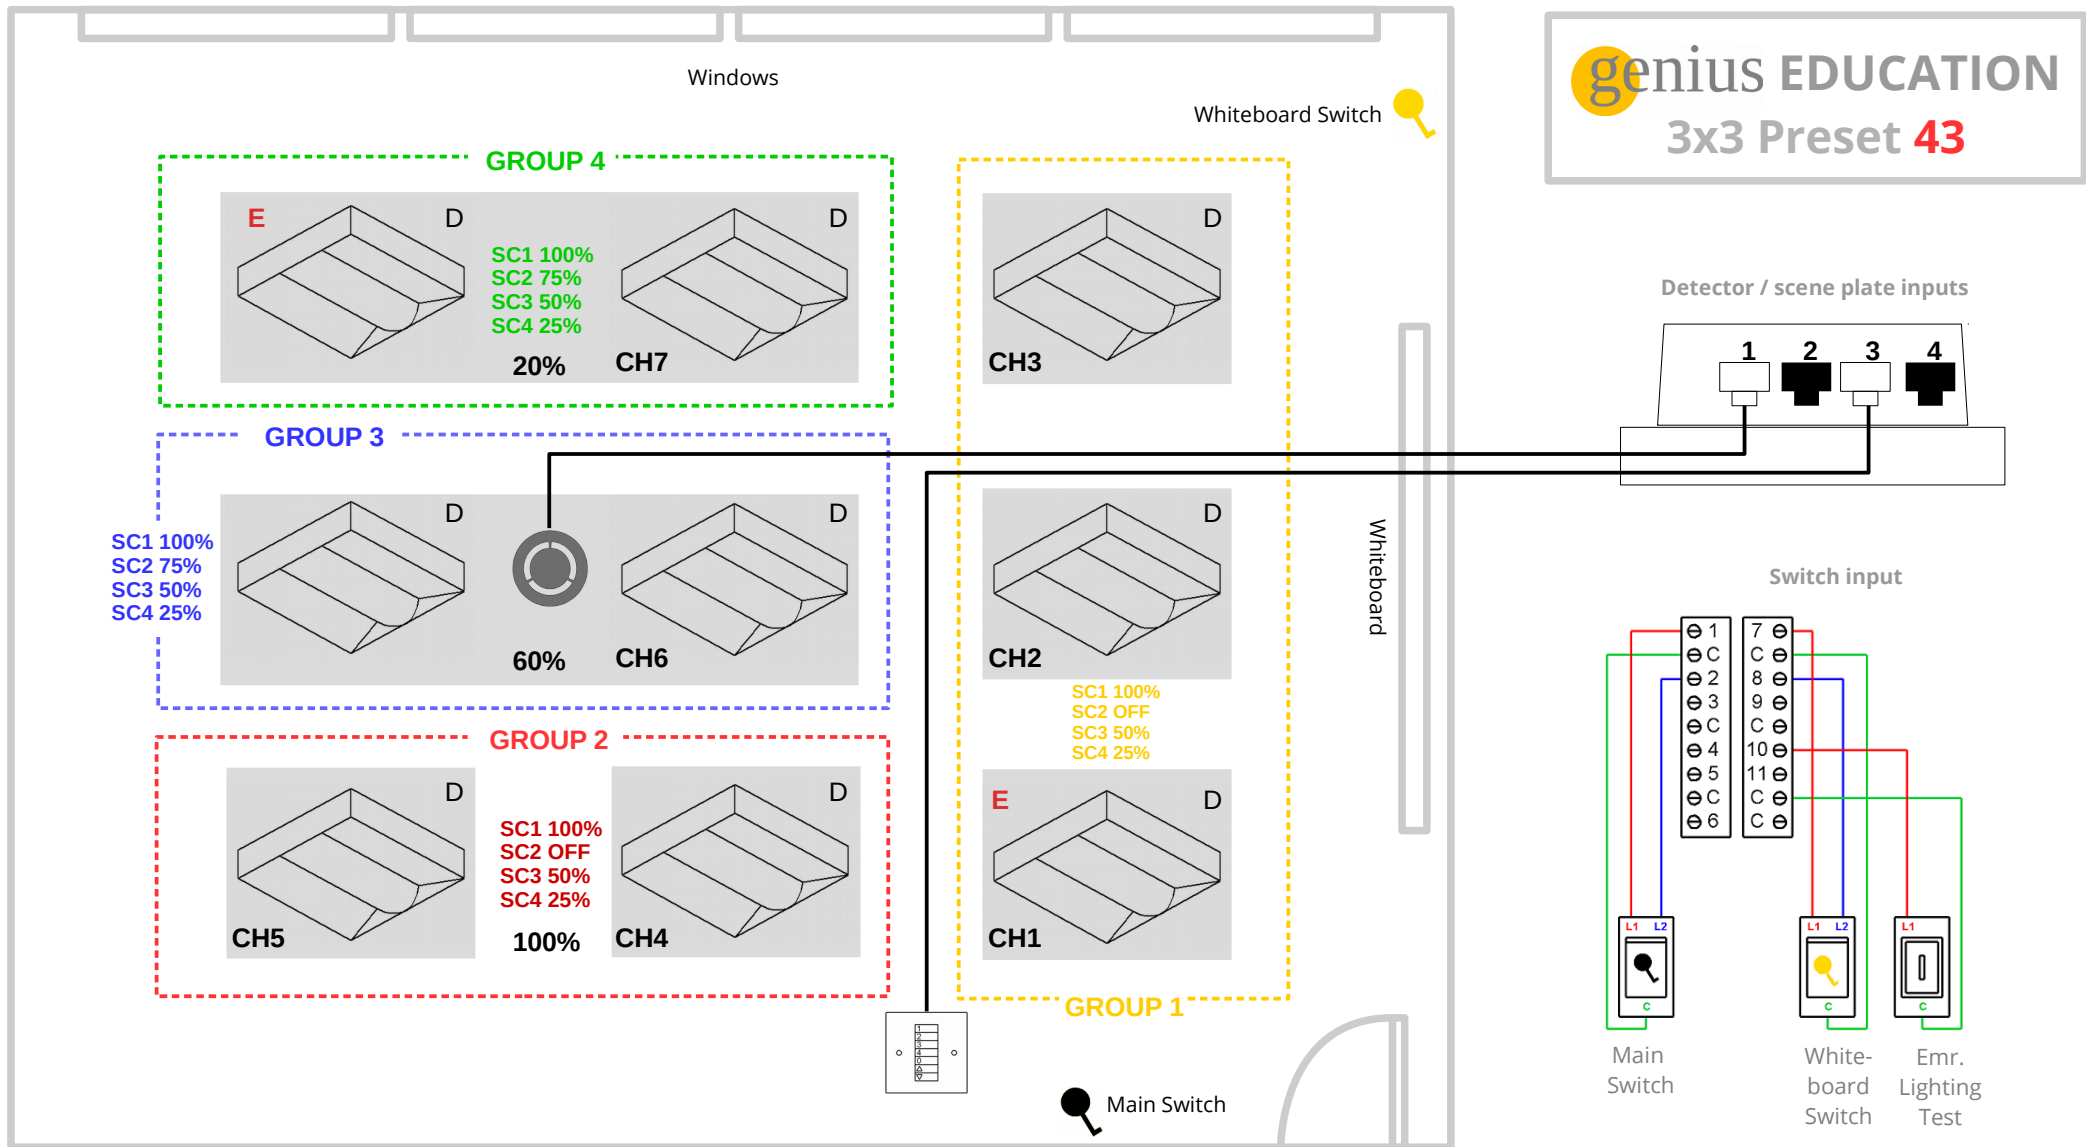 Windows
Whiteboard Switch
genius EDUCATION
3x3 Preset 43
GROUP 4
E
D
SC1 100%
SC2 75%
SC3 50%
SC4 25%
20%
CH7
D
D
CH3
GROUP 3
SC1 100%
SC2 75%
SC3 50%
SC4 25%
D
60%
CH6
D
D
CH2
SC1 100%
SC2 OFF
SC3 50%
SC4 25%
Whiteboard
GROUP 2
D
CH5
SC1 100%
SC2 OFF
SC3 50%
SC4 25%
100%
CH4
D
E
D
CH1
GROUP 1
1
2
3
4
0
Main Switch
Detector / scene plate inputs
1 2 3 4
Switch input
1
C
2
3
C
4
5
C
6
7
C
8
9
C
10
11
C
C
L1 L2
C
L1 L2
C
L1
C
Main
Switch
White-
board
Switch
Emr.
Lighting
Test